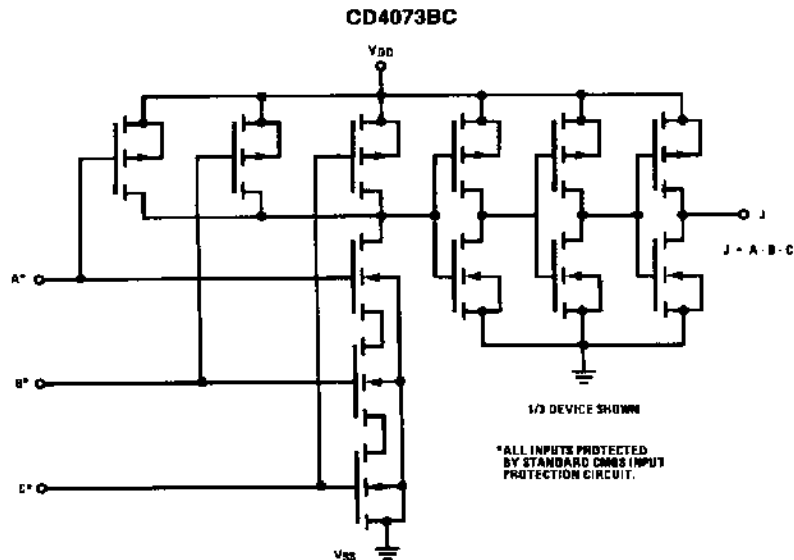 CD4073BC
VDD
J
J = A · B · C
A*
B*
C*
1/3 DEVICE SHOWN
*ALL INPUTS PROTECTED
BY STANDARD CMOS INPUT
PROTECTION CIRCUIT.
VSS